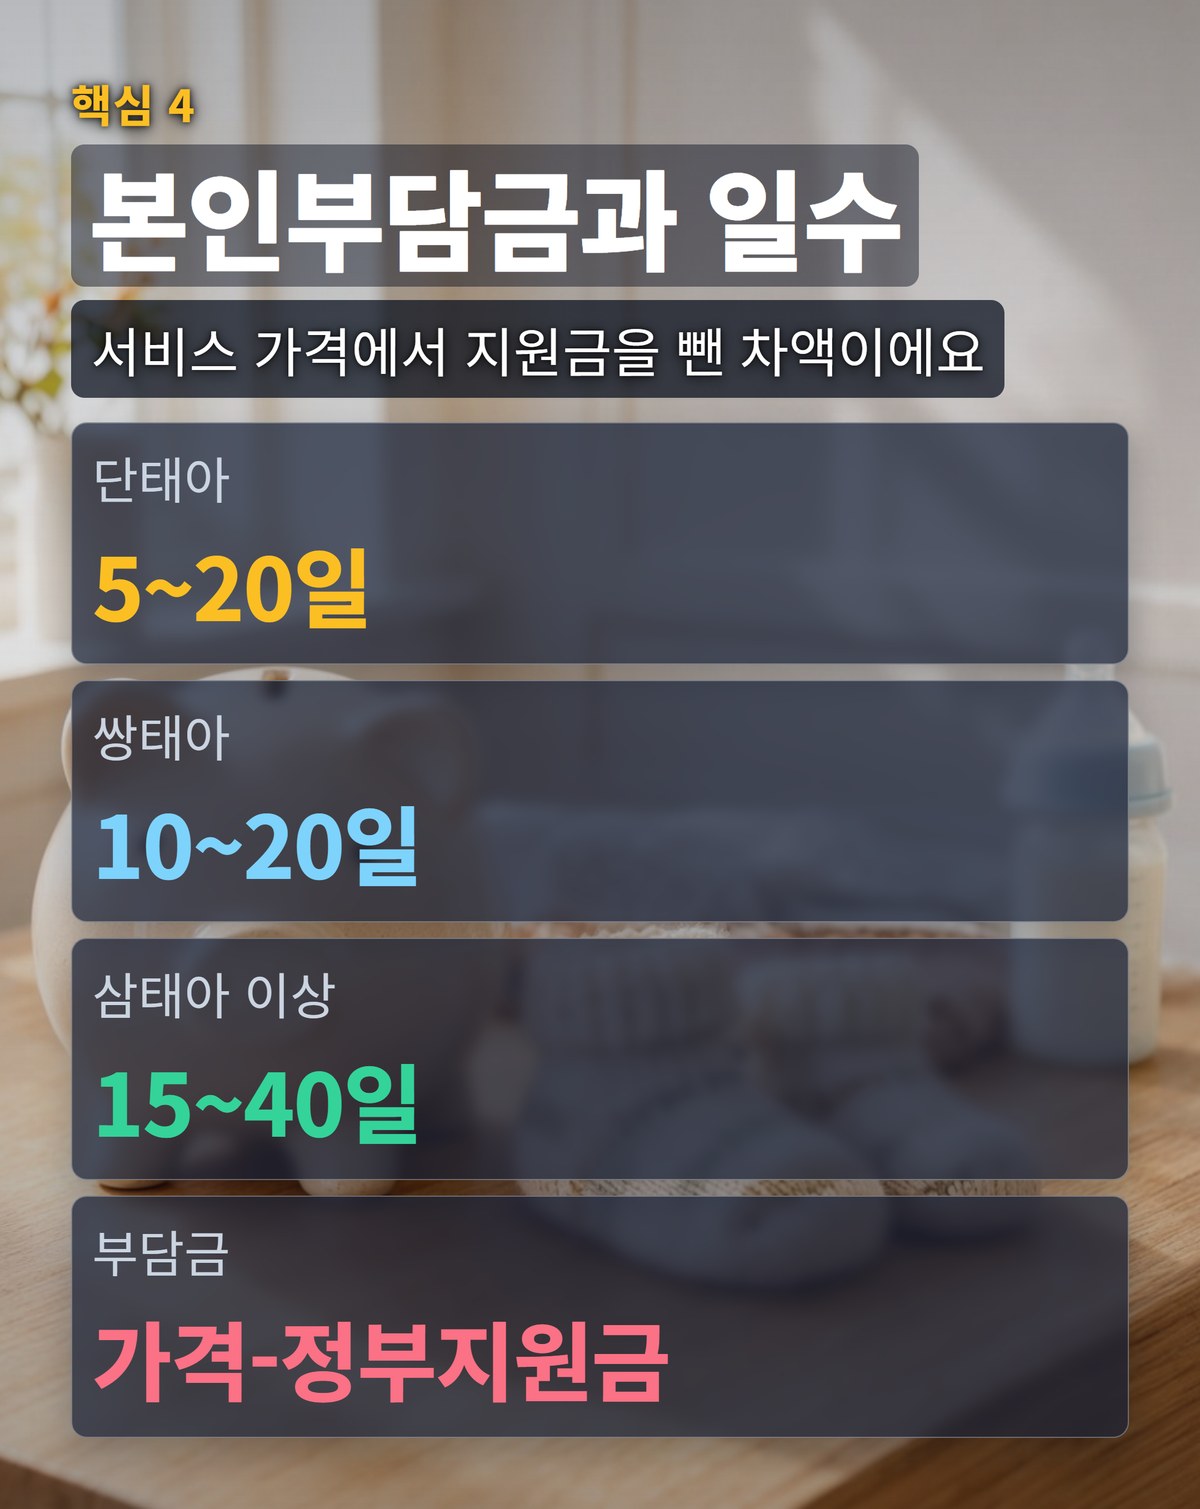 핵심 4
본인부담금과 일수
서비스 가격에서 지원금을 뺀 차액이에요
단태아
5~20일
쌍태아
10~20일
삼태아 이상
15~40일
부담금
가격-정부지원금